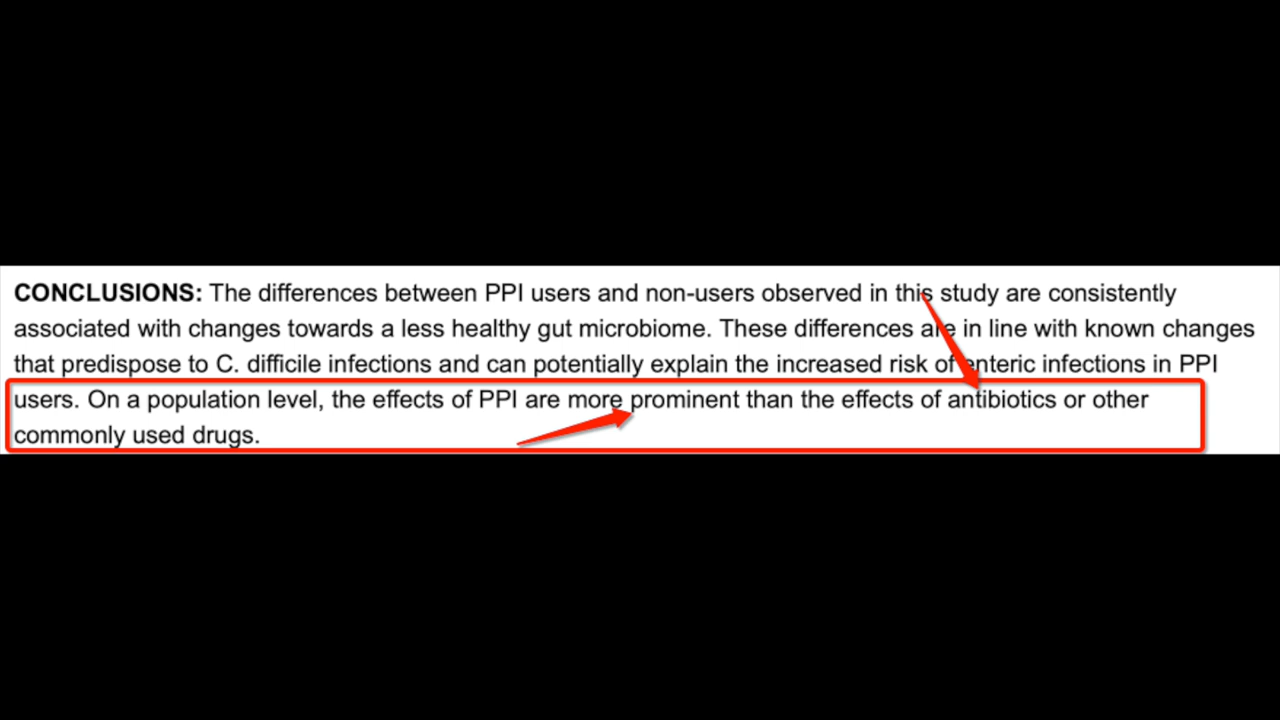 CONCLUSIONS: The differences between PPI users and non-users observed in this study are consistently
associated with changes towards a less healthy gut microbiome. These differences are in line with known changes
that predispose to C. difficile infections and can potentially explain the increased risk of enteric infections in PPI
users. On a population level, the effects of PPI are more prominent than the effects of antibiotics or other
commonly used drugs.